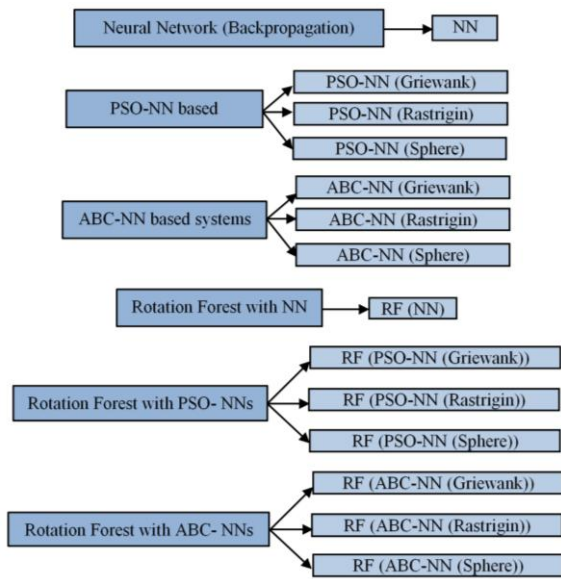 Neural Network (Backpropagation)
NN
PSO-NN based
PSO-NN (Griewank)
PSO-NN (Rastrigin)
PSO-NN (Sphere)
ABC-NN based systems
ABC-NN (Griewank)
ABC-NN (Rastrigin)
ABC-NN (Sphere)
Rotation Forest with NN
RF (NN)
Rotation Forest with PSO- NNs
RF (PSO-NN (Griewank))
RF (PSO-NN (Rastrigin))
RF (PSO-NN (Sphere))
Rotation Forest with ABC- NNs
RF (ABC-NN (Griewank))
RF (ABC-NN (Rastrigin))
RF (ABC-NN (Sphere))